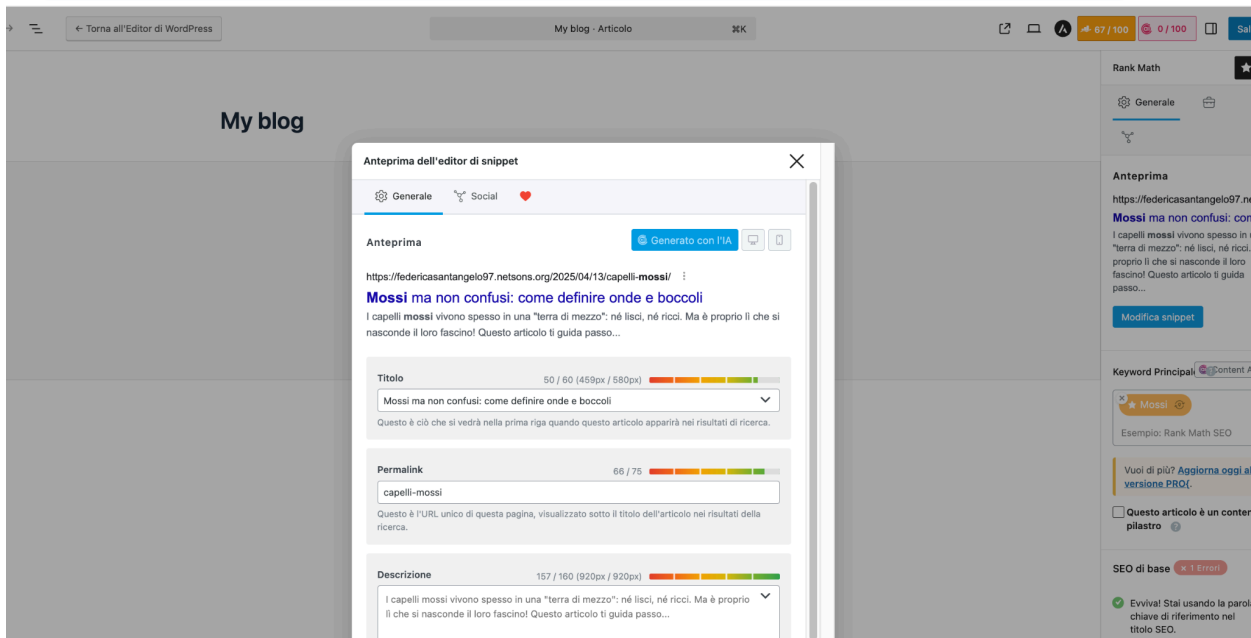 ← Torna all'Editor di WordPress
My blog · Articolo
⌘K
67 / 100
0 / 100
My blog
Anteprima dell'editor di snippet
Generale
Social
Anteprima
Generato con l'IA
https://federicasantangelo97.netsons.org/2025/04/13/capelli-mossi/
Mossi ma non confusi: come definire onde e boccoli
I capelli mossi vivono spesso in una "terra di mezzo": né lisci, né ricci. Ma è proprio lì che si
nasconde il loro fascino! Questo articolo ti guida passo...
Titolo
50 / 60 (459px / 580px)
Mossi ma non confusi: come definire onde e boccoli
Questo è ciò che si vedrà nella prima riga quando questo articolo apparirà nei risultati di ricerca.
Permalink
66 / 75
capelli-mossi
Questo è l'URL unico di questa pagina, visualizzato sotto il titolo dell'articolo nei risultati della
ricerca.
Descrizione
157 / 160 (920px / 920px)
I capelli mossi vivono spesso in una "terra di mezzo": né lisci, né ricci. Ma è proprio
lì che si nasconde il loro fascino! Questo articolo ti guida passo...
Rank Math
Generale
Anteprima
https://federicasantangelo97.ne
Mossi ma non confusi: con
I capelli mossi vivono spesso in
"terra di mezzo": né lisci, né ricci.
proprio lì che si nasconde il loro
fascino! Questo articolo ti guida
passo...
Modifica snippet
Keyword Principale
Content A
Mossi
Esempio: Rank Math SEO
Vuoi di più? Aggiorna oggi al
versione PRO(.
Questo articolo è un conten
pilastro
SEO di base
× 1 Errori
Evviva! Stai usando la parola
chiave di riferimento nel
titolo SEO.